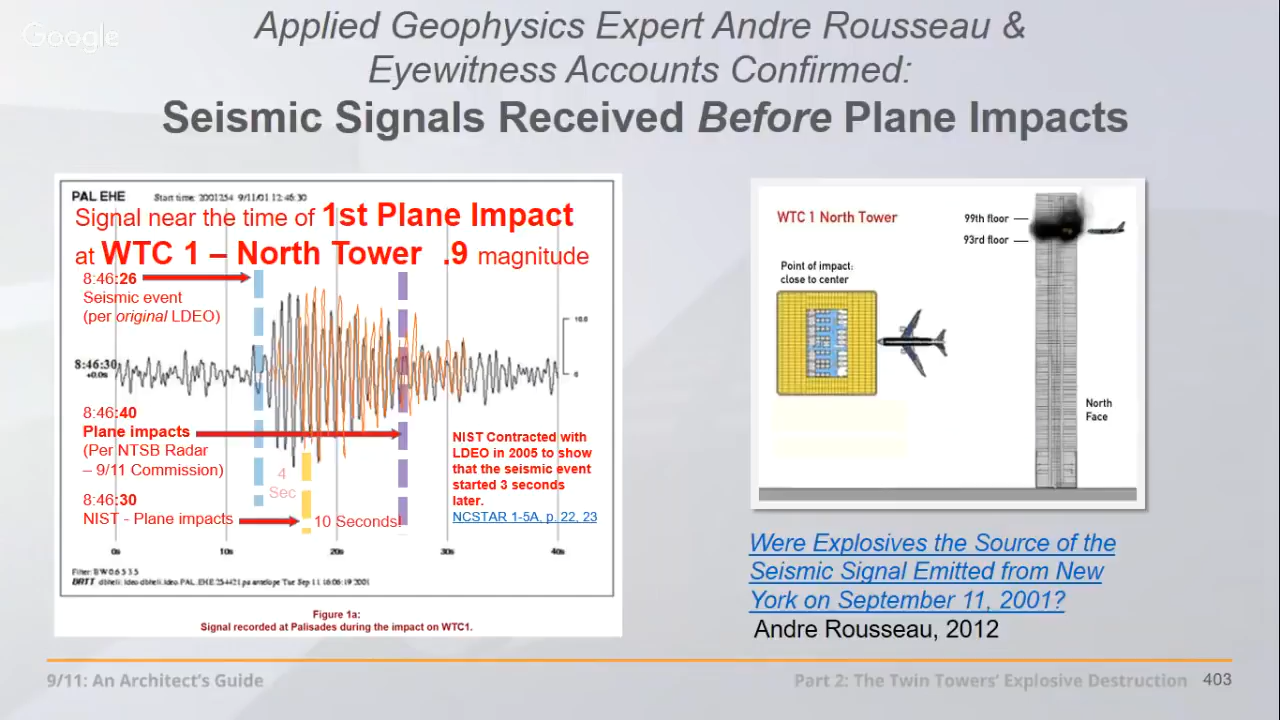 Google
Applied Geophysics Expert Andre Rousseau &
Eyewitness Accounts Confirmed:
Seismic Signals Received Before Plane Impacts
PAL EHE Start time: 2001254 9/11/01 12:46:30
Signal near the time of 1st Plane Impact
at WTC 1 – North Tower .9 magnitude
8:46:26
Seismic event
(per original LDEO)
10.0
0
8:46:30
+0.0s
8:46:40
Plane impacts
(Per NTSB Radar
– 9/11 Commission)
4
Sec
8:46:30
NIST - Plane impacts
10 Seconds!
NIST Contracted with
LDEO in 2005 to show
that the seismic event
started 3 seconds
later.
NCSTAR 1-5A, p. 22, 23
0s 10s 20s 30s 40s
Tue Sep 11 16:06:19 2001
Figure 1a:
Signal recorded at Palisades during the impact on WTC1.
WTC 1 North Tower
99th floor
93rd floor
Point of impact:
close to center
North
Face
Were Explosives the Source of the
Seismic Signal Emitted from New
York on September 11, 2001?
Andre Rousseau, 2012
9/11: An Architect's Guide
Part 2: The Twin Towers' Explosive Destruction 403